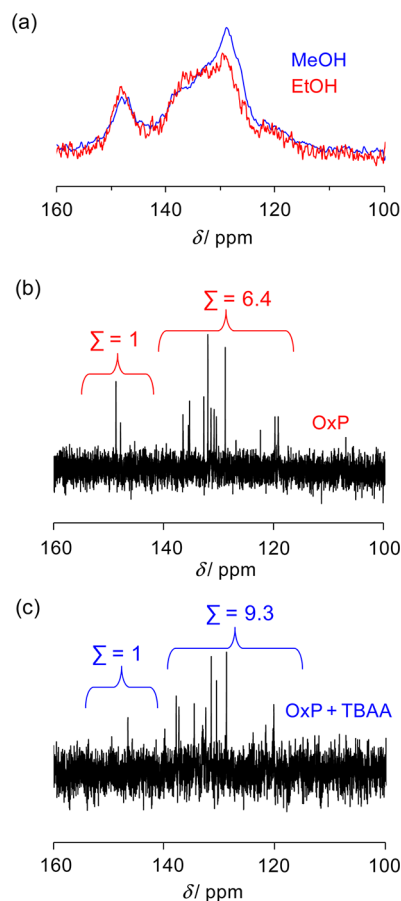 (a)
MeOH
EtOH
160 140 120 100
δ/ ppm
(b)
∑ = 6.4
∑ = 1
OxP
160 140 120 100
δ/ ppm
(c)
∑ = 9.3
∑ = 1
OxP + TBAA
160 140 120 100
δ/ ppm